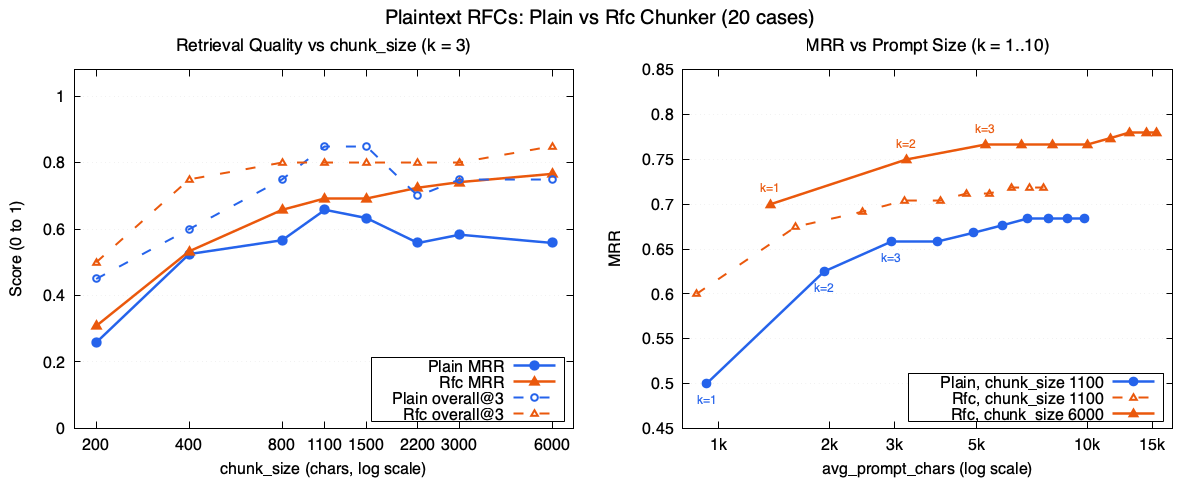 Plaintext RFCs: Plain vs Rfc Chunker (20 cases)
Retrieval Quality vs chunk_size (k = 3)
Score (0 to 1)
1
0.8
0.6
0.4
0.2
0
200
400
800
1100
1500
2200
3000
6000
chunk_size (chars, log scale)
Plain MRR
Rfc MRR
Plain overall@3
Rfc overall@3
MRR vs Prompt Size (k = 1..10)
MRR
0.85
0.8
0.75
0.7
0.65
0.6
0.55
0.5
0.45
k=1
k=2
k=3
k=1
k=2
k=3
1k
2k
3k
5k
10k
15k
avg_prompt_chars (log scale)
Plain, chunk_size 1100
Rfc, chunk_size 1100
Rfc, chunk_size 6000